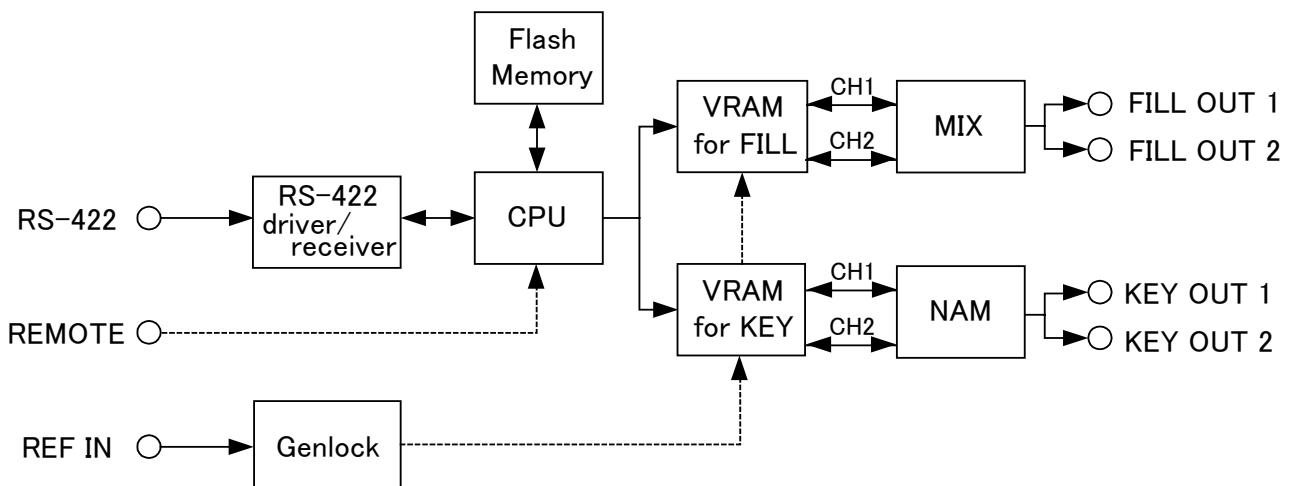 Flash
Memory
VRAM
for FILL
CH1
CH2
MIX
FILL OUT 1
FILL OUT 2
RS-422
RS-422
driver/
receiver
CPU
REMOTE
VRAM
for KEY
CH1
CH2
NAM
KEY OUT 1
KEY OUT 2
REF IN
Genlock